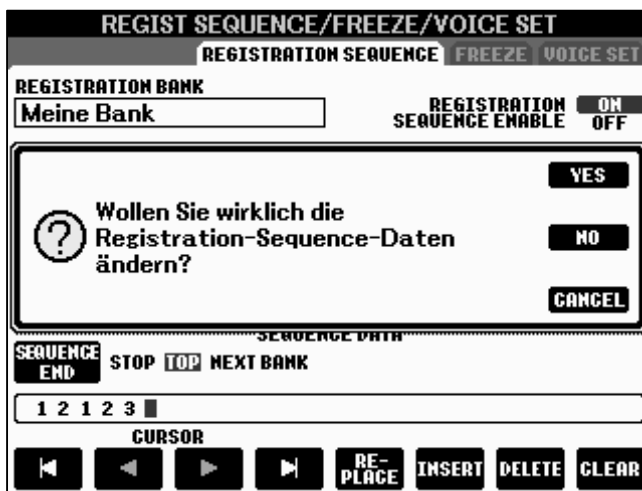 REGIST SEQUENCE/FREEZE/VOICE SET
REGISTRATION SEQUENCE FREEZE VOICE SET
REGISTRATION BANK
Meine Bank
REGISTRATION ON
SEQUENCE ENABLE OFF
YES
Wollen Sie wirklich die
Registration-Sequence-Daten
ändern?
NO
CANCEL
SEQUENCE DATA
SEQUENCE
END
STOP TOP NEXT BANK
1 2 1 2 3
CURSOR
RE-
PLACE
INSERT DELETE CLEAR